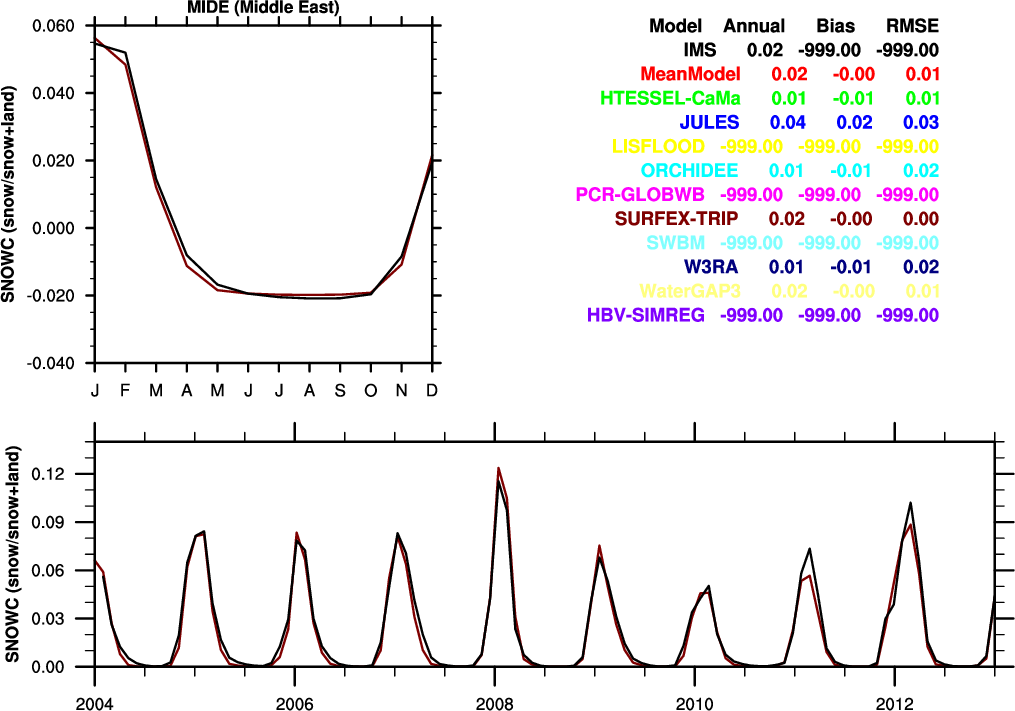 MIDE (Middle East)
0.060
0.040
0.020
0.000
-0.020
-0.040
SNOWC (snow/snow+land)
J F M A M J J A S O N D
Model Annual Bias RMSE
IMS 0.02 -999.00 -999.00
MeanModel 0.02 -0.00 0.01
HTESSEL-CaMa 0.01 -0.01 0.01
JULES 0.04 0.02 0.03
LISFLOOD -999.00 -999.00 -999.00
ORCHIDEE 0.01 -0.01 0.02
PCR-GLOBWB -999.00 -999.00 -999.00
SURFEX-TRIP 0.02 -0.00 0.00
SWBM -999.00 -999.00 -999.00
W3RA 0.01 -0.01 0.02
WaterGAP3 0.02 -0.00 0.01
HBV-SIMREG -999.00 -999.00 -999.00
SNOWC (snow/snow+land)
0.12
0.09
0.06
0.03
0.00
2004 2006 2008 2010 2012